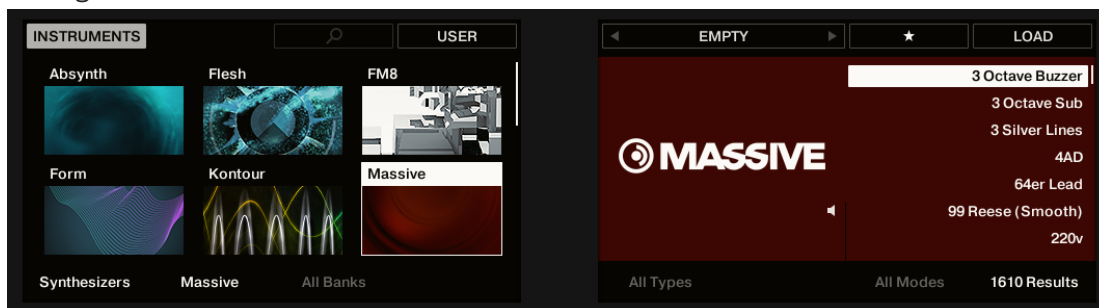 INSTRUMENTS USER
Absynth Flesh FM8
Form Kontour Massive
Synthesizers Massive All Banks
EMPTY LOAD
MASSIVE
3 Octave Buzzer
3 Octave Sub
3 Silver Lines
4AD
64er Lead
99 Reese (Smooth)
220v
All Types All Modes 1610 Results